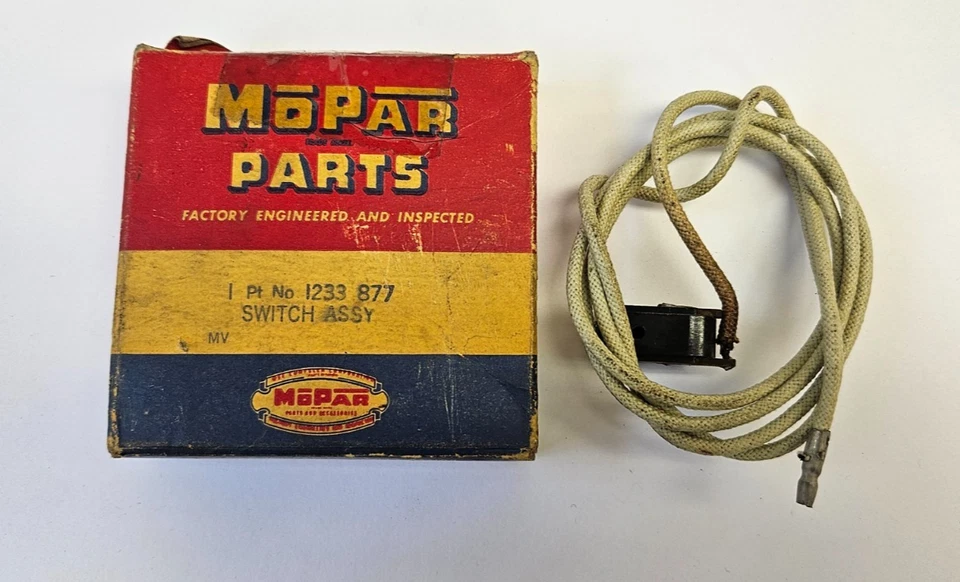 MOPAR
PARTS
FACTORY ENGINEERED AND INSPECTED
1 Pt No 1233 877
SWITCH ASSY
MV
MOPAR
PARTS AND ACCESSORIES